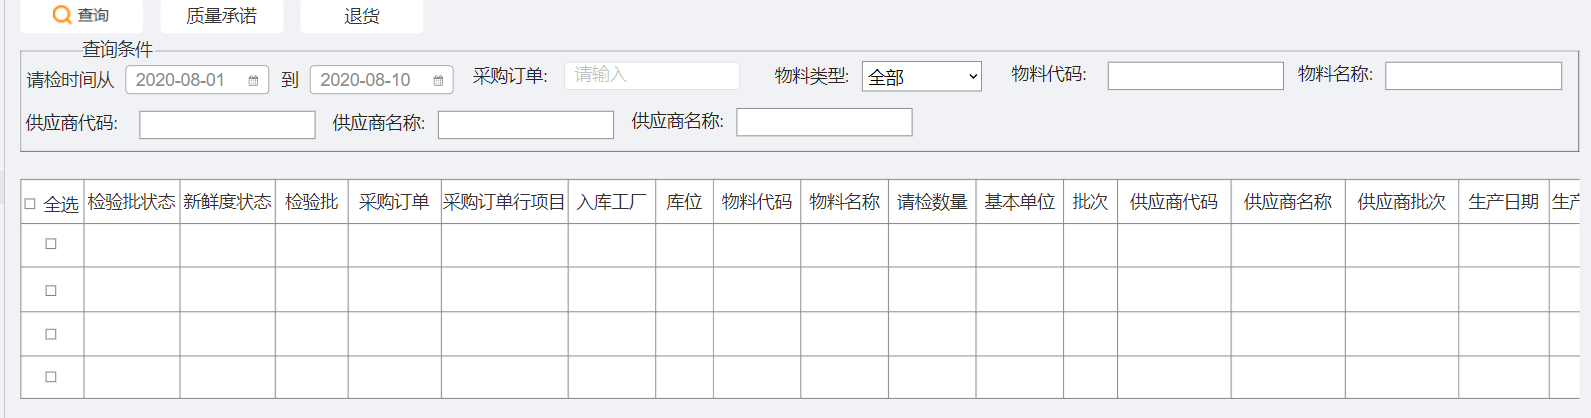 查询 质量承诺 退货
查询条件
请检时间从 2020-08-01 到 2020-08-10 采购订单: 请输入 物料类型: 全部 物料代码: 物料名称:
供应商代码: 供应商名称: 供应商名称:
全选 检验批状态 新鲜度状态 检验批 采购订单 采购订单行项目 入库工厂 库位 物料代码 物料名称 请检数量 基本单位 批次 供应商代码 供应商名称 供应商批次 生产日期 生产